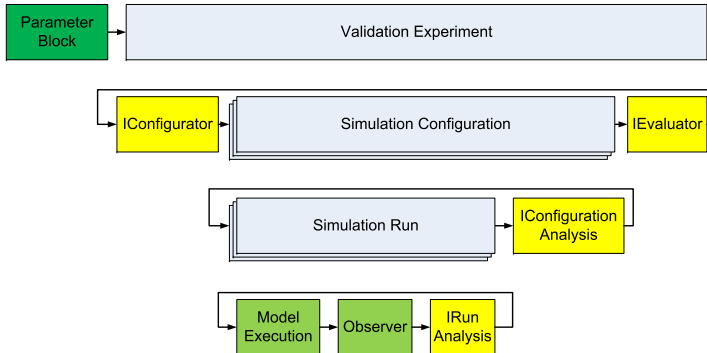 Parameter
Block
Validation Experiment
IConfigurator
Simulation Configuration
IEvaluator
Simulation Run
IConfiguration
Analysis
Model
Execution
Observer
IRun
Analysis